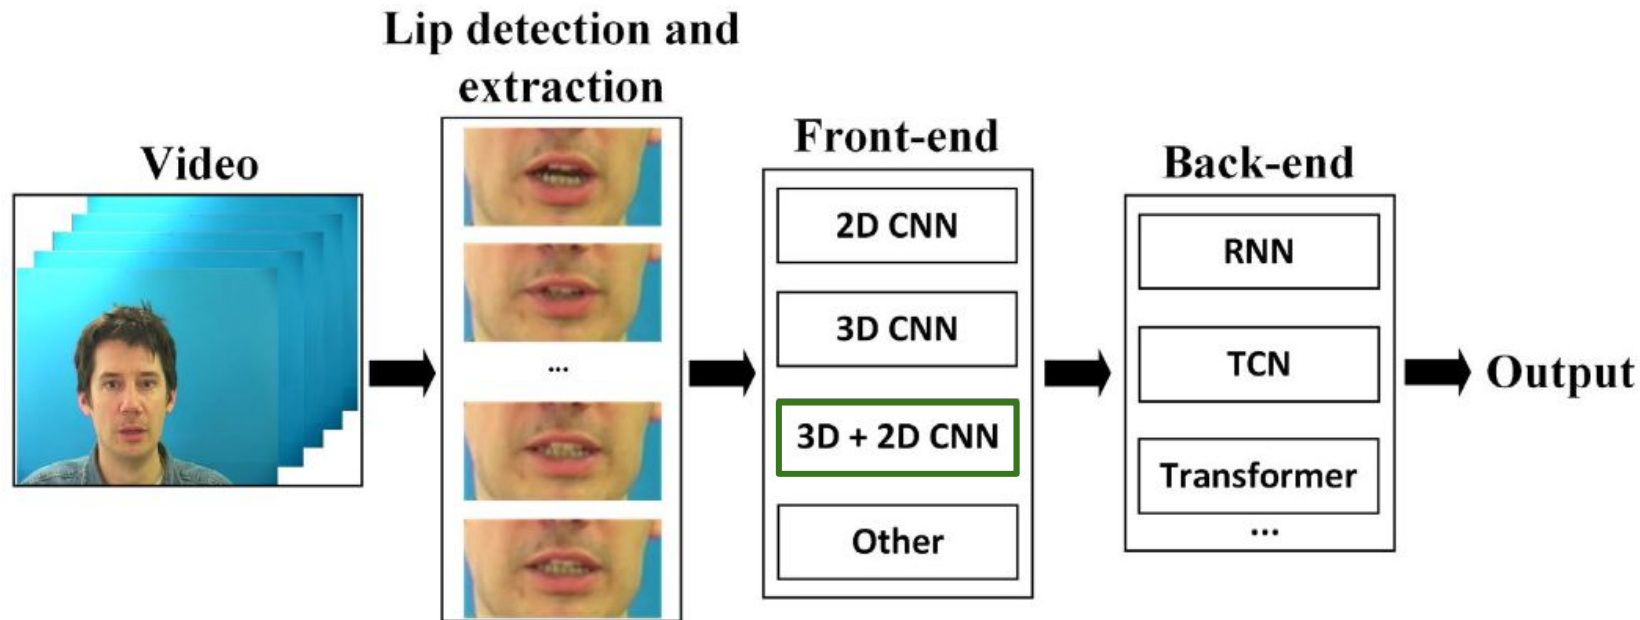 Lip detection and
extraction
Video
Front-end
Back-end
2D CNN
3D CNN
3D + 2D CNN
Other
RNN
TCN
Transformer
...
...
Output